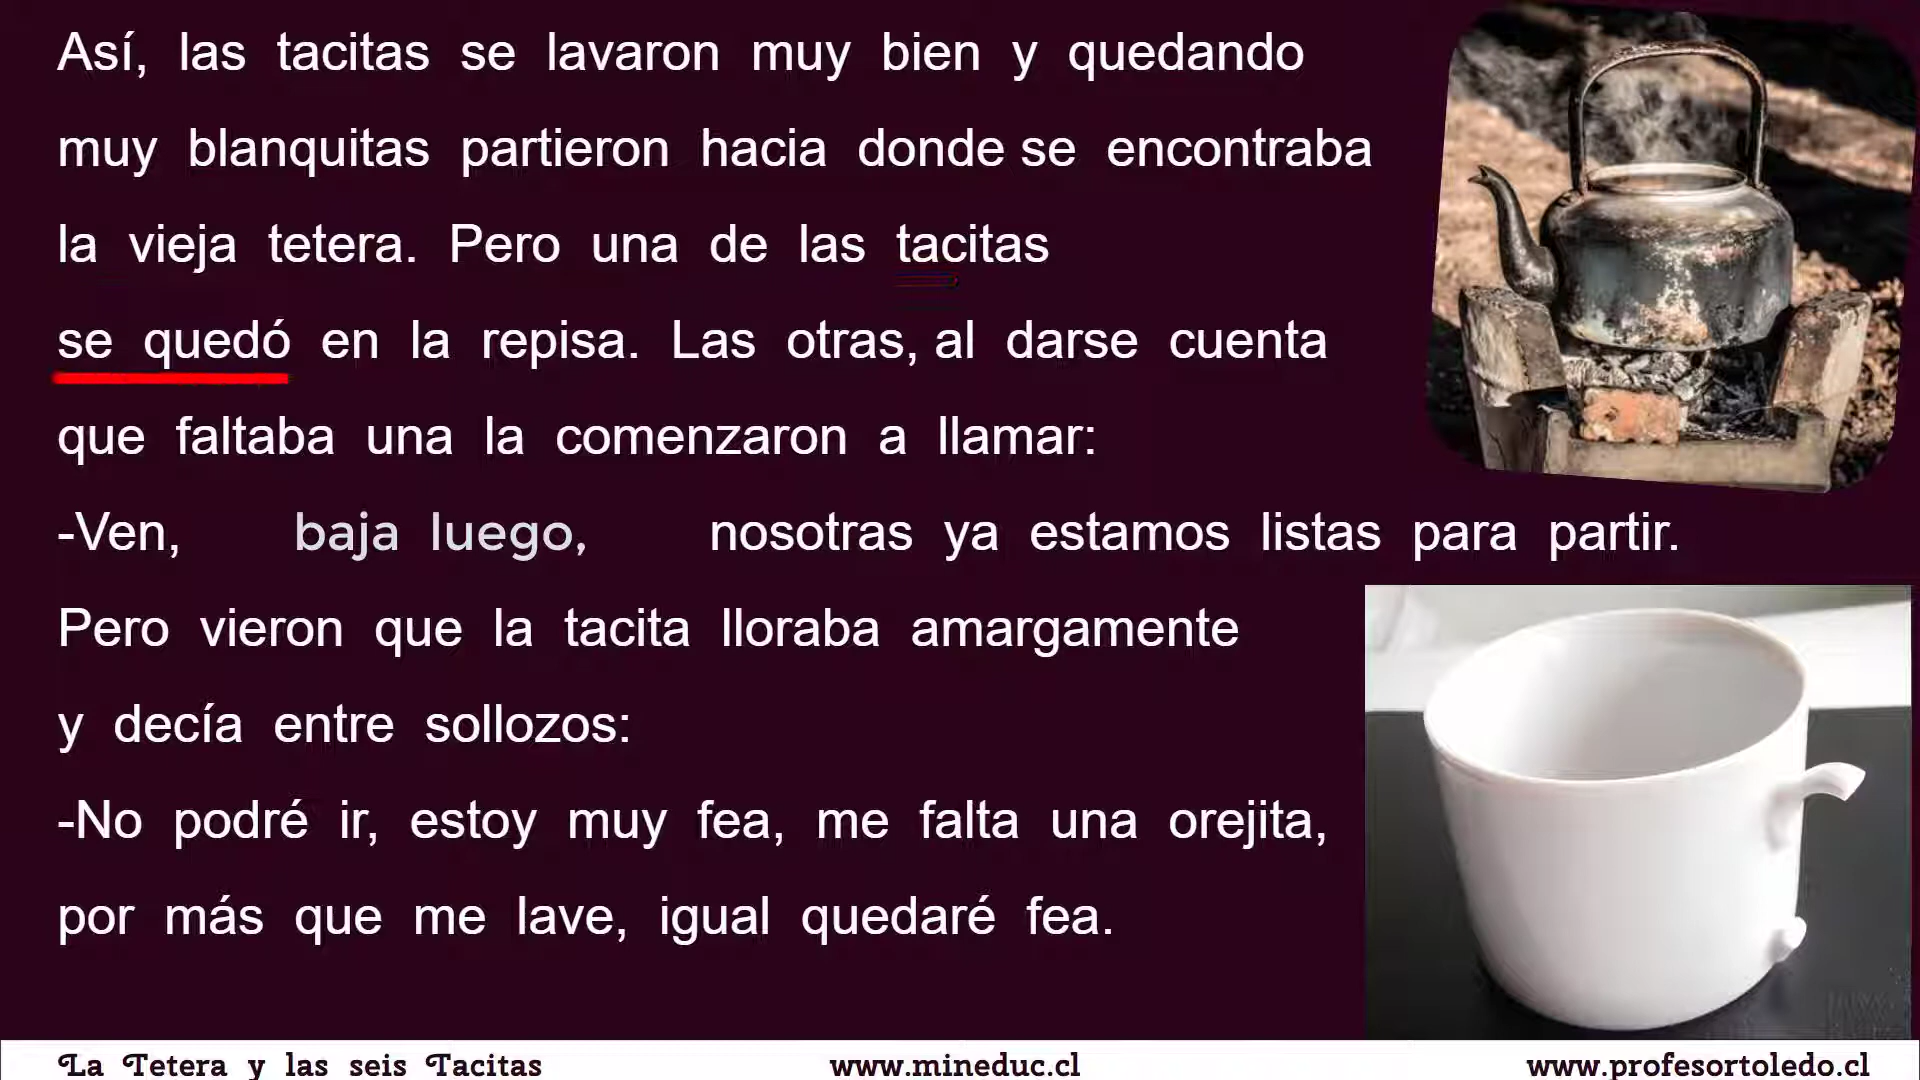 Así, las tacitas se lavaron muy bien y quedando
muy blanquitas partieron hacia donde se encontraba
la vieja tetera. Pero una de las tacitas
se quedó en la repisa. Las otras, al darse cuenta
que faltaba una la comenzaron a llamar:
-Ven, baja luego, nosotras ya estamos listas para partir.
Pero vieron que la tacita lloraba amargamente
y decía entre sollozos:
-No podré ir, estoy muy fea, me falta una orejita,
por más que me lave, igual quedaré fea.
La Tetera y las seis Tacitas www.mineduc.cl www.profesortoledo.cl